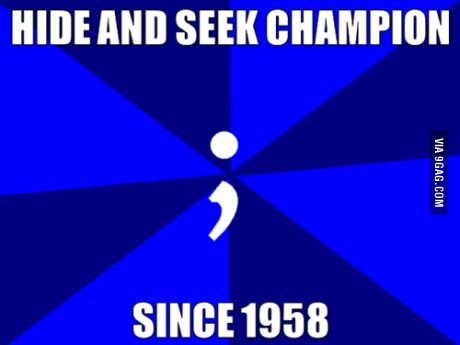 HIDE AND SEEK CHAMPION
;
SINCE 1958
VIA 9GAG.COM